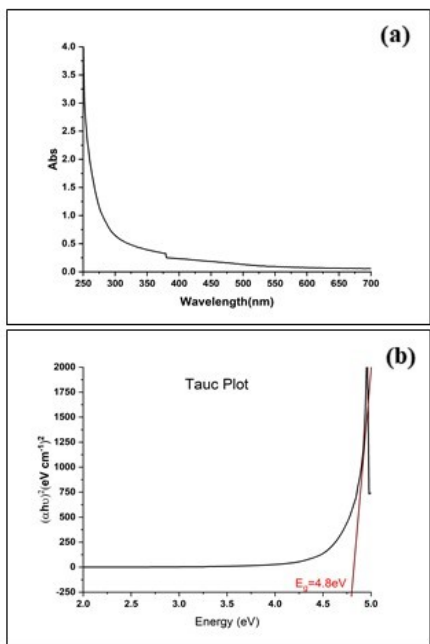 (a)
4.0
3.5
3.0
2.5
2.0
1.5
1.0
0.5
0.0
Abs
250 300 350 400 450 500 550 600 650 700
Wavelength(nm)
(b)
2000
1750
1500
1250
1000
750
500
250
0
-250
(αhυ)²(eV cm⁻¹)²
Tauc Plot
E_g=4.8eV
2.0 2.5 3.0 3.5 4.0 4.5 5.0
Energy (eV)